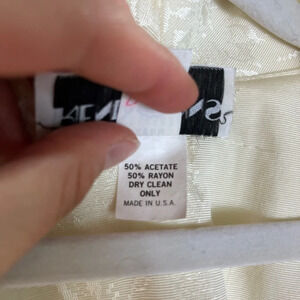 50% ACETATE
50% RAYON
DRY CLEAN
ONLY
MADE IN U.S.A.